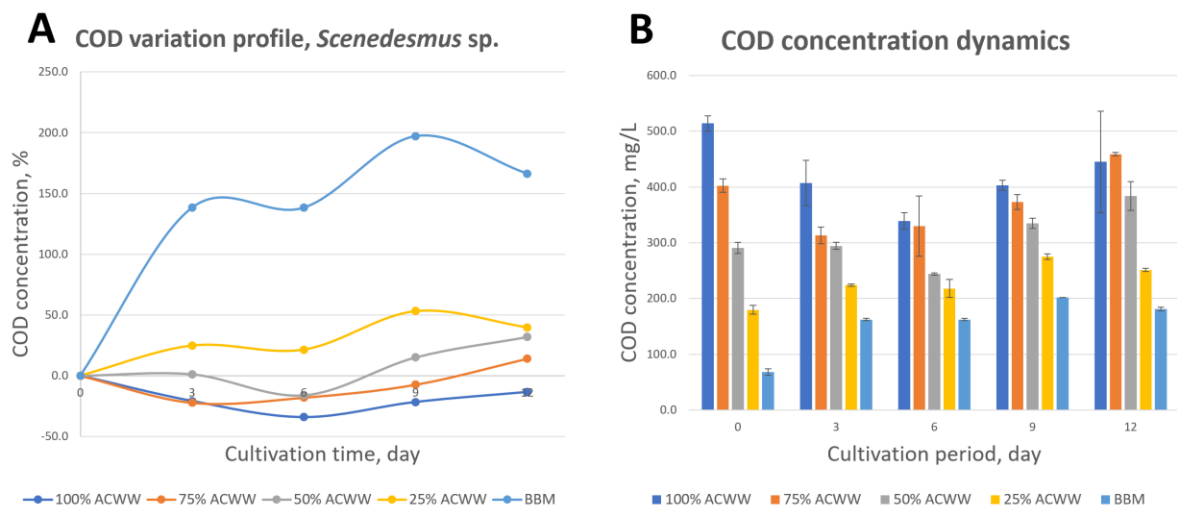 A
COD variation profile, Scenedesmus sp.
250.0
200.0
150.0
100.0
50.0
0.0
-50.0
COD concentration, %
0
3
6
9
12
Cultivation time, day
100% ACWW
75% ACWW
50% ACWW
25% ACWW
BBM
B
COD concentration dynamics
600.0
500.0
400.0
300.0
200.0
100.0
0.0
COD concentration, mg/L
0
3
6
9
12
Cultivation period, day
100% ACWW
75% ACWW
50% ACWW
25% ACWW
BBM